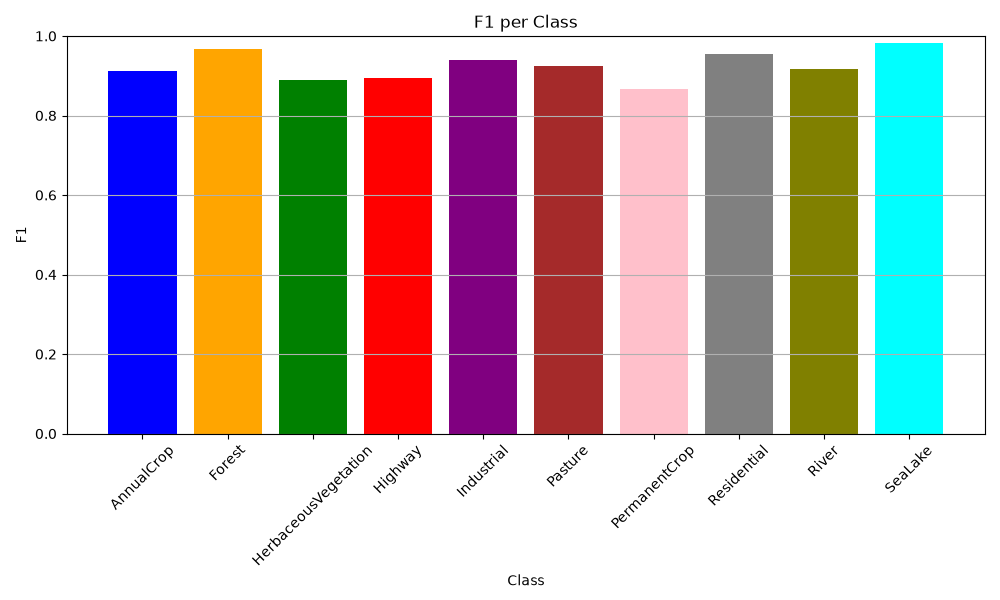 F1 per Class
1.0
0.8
0.6
0.4
0.2
0.0
F1
AnnualCrop
Forest
HerbaceousVegetation
Highway
Industrial
Pasture
PermanentCrop
Residential
River
SeaLake
Class